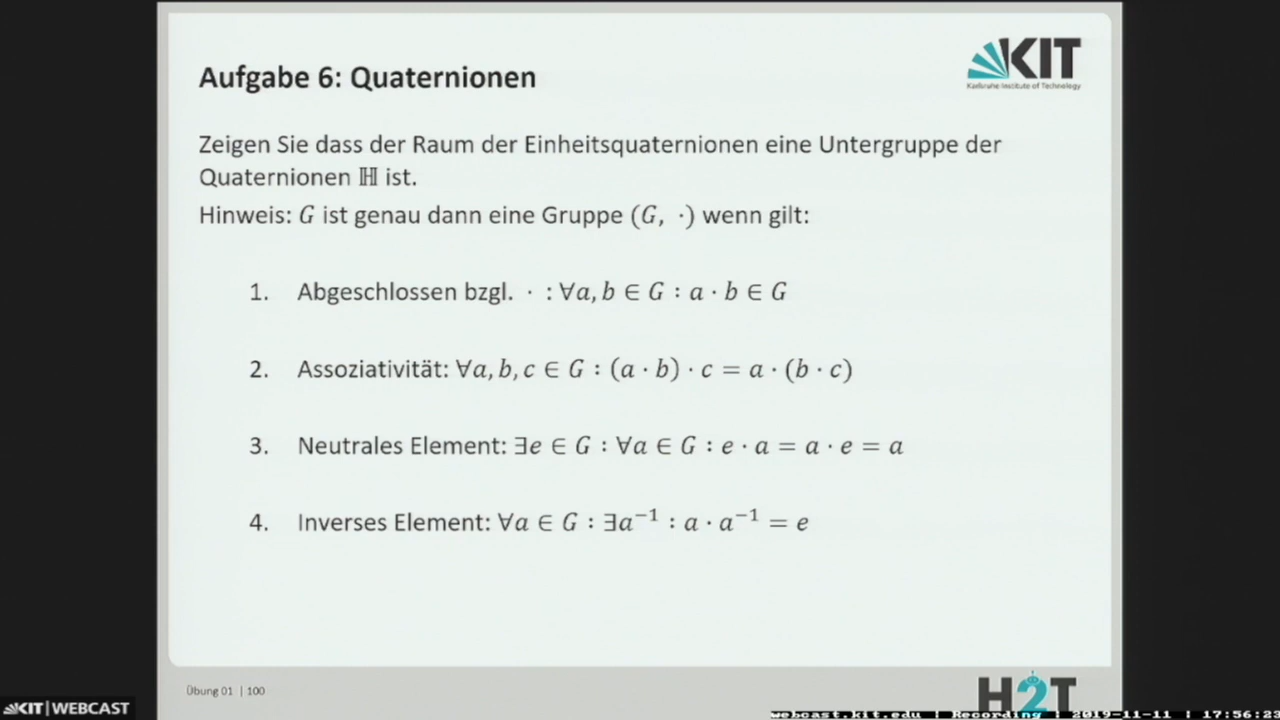 KIT
Karlsruhe Institute of Technology
Aufgabe 6: Quaternionen
Zeigen Sie dass der Raum der Einheitsquaternionen eine Untergruppe der
Quaternionen ℍ ist.
Hinweis: G ist genau dann eine Gruppe (G, ·) wenn gilt:
1. Abgeschlossen bzgl. · : ∀a, b ∈ G : a · b ∈ G
2. Assoziativität: ∀a, b, c ∈ G : (a · b) · c = a · (b · c)
3. Neutrales Element: ∃e ∈ G : ∀a ∈ G : e · a = a · e = a
4. Inverses Element: ∀a ∈ G : ∃a⁻¹ : a · a⁻¹ = e
Übung 01 | 100
H2T
KIT | WEBCAST
webcast.kit.edu | Recording | 2019-11-11 | 17:56:23